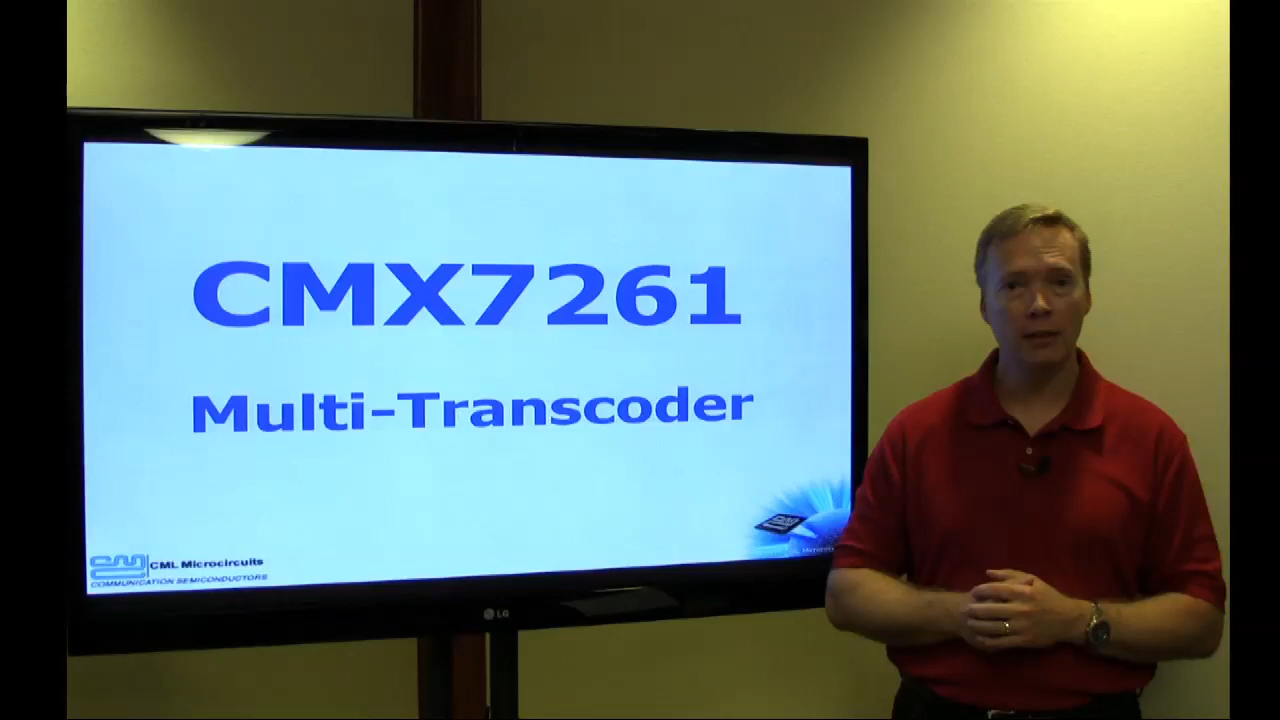 CMX7261
Multi-Transcoder
CML Microcircuits
COMMUNICATION SEMICONDUCTORS
LG